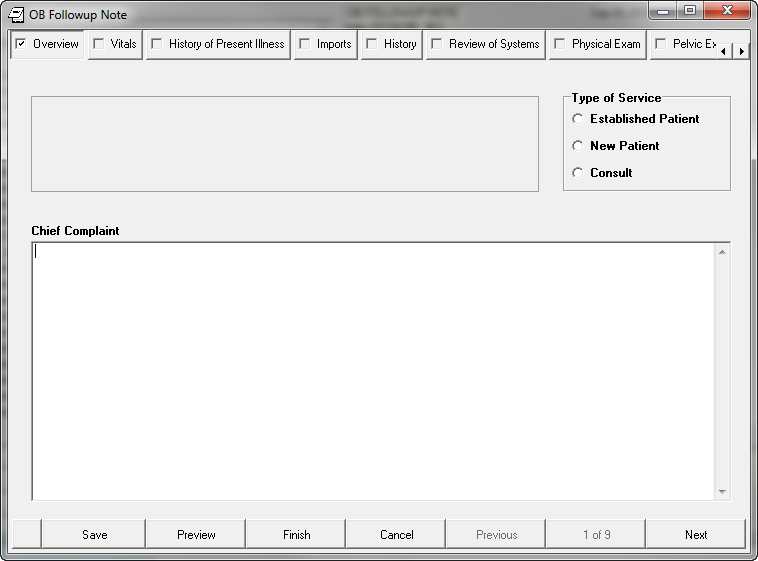 OB Followup Note
Overview Vitals History of Present Illness Imports History Review of Systems Physical Exam Pelvic Ex
Type of Service
Established Patient
New Patient
Consult
Chief Complaint
Save Preview Finish Cancel Previous 1 of 9 Next